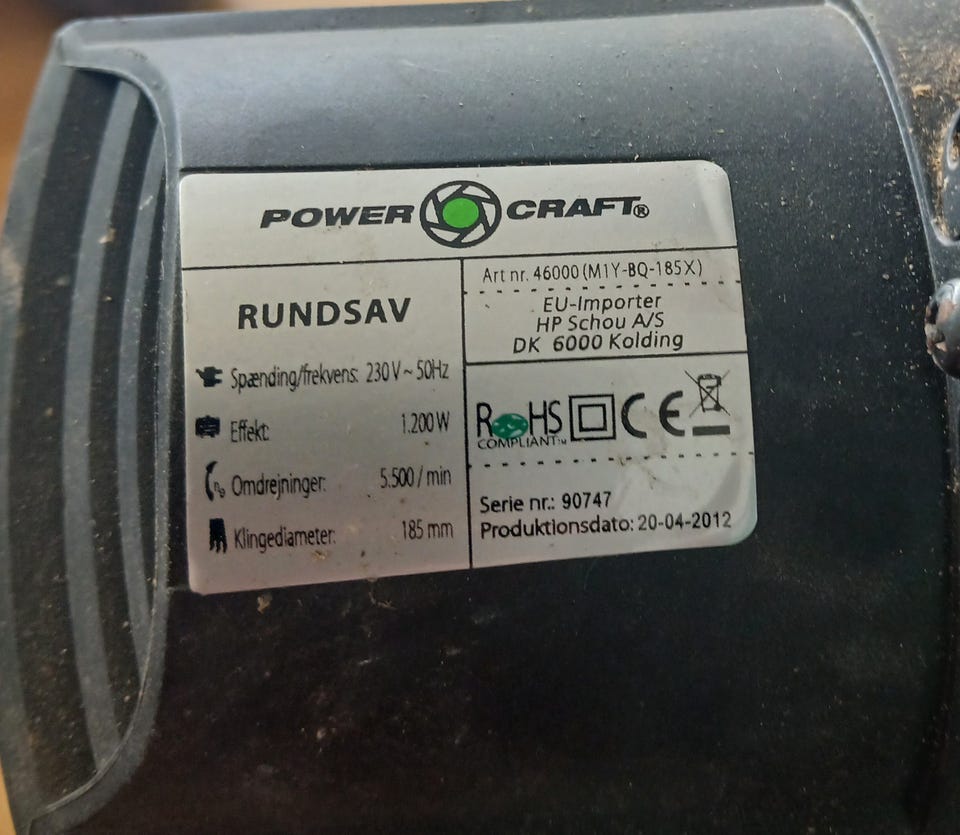 POWER CRAFT®
RUNDSAV
Spænding/frekvens: 230 V ~ 50Hz
Effekt: 1.200 W
n₀ Omdrejninger: 5.500 / min
Klingediameter: 185 mm
Art nr. 46000 (M1Y-BQ-185X)
EU-Importer
HP Schou A/S
DK 6000 Kolding
RoHS CE
COMPLIANT™
Serie nr.: 90747
Produktionsdato: 20-04-2012